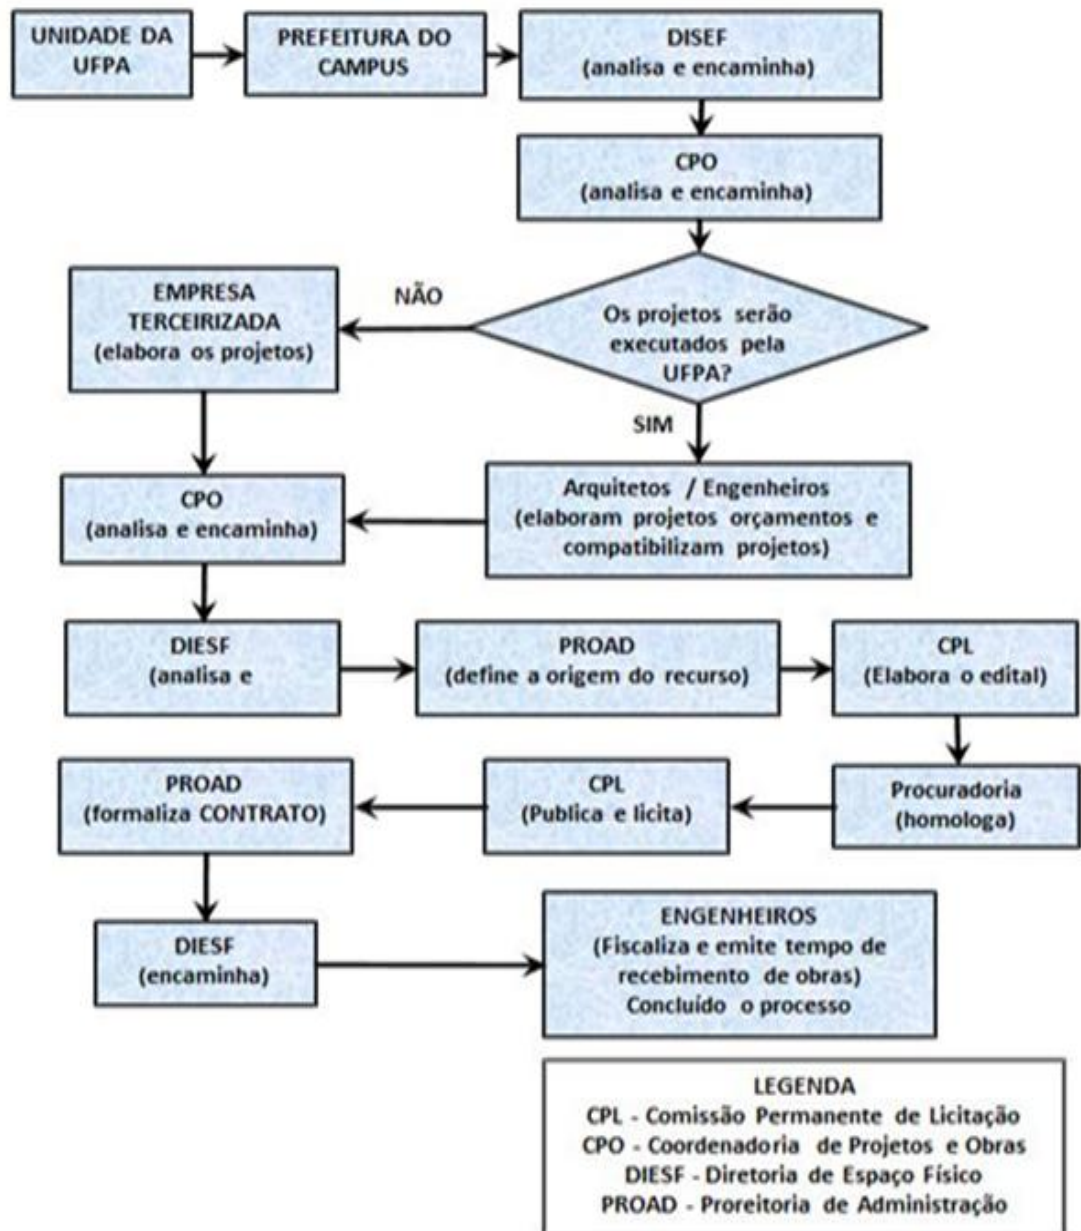 UNIDADE DA
UFPA
PREFEITURA DO
CAMPUS
DISEF
(analisa e encaminha)
CPO
(analisa e encaminha)
Os projetos serão
executados pela
UFPA?
NÃO
EMPRESA
TERCEIRIZADA
(elabora os projetos)
SIM
Arquitetos / Engenheiros
(elaboram projetos orçamentos e
compatibilizam projetos)
CPO
(analisa e encaminha)
DIESF
(analisa e
PROAD
(define a origem do recurso)
CPL
(Elabora o edital)
Procuradoria
(homologa)
CPL
(Publica e licita)
PROAD
(formaliza CONTRATO)
DIESF
(encaminha)
ENGENHEIROS
(Fiscaliza e emite tempo de
recebimento de obras)
Concluído o processo
LEGENDA
CPL - Comissão Permanente de Licitação
CPO - Coordenadoria de Projetos e Obras
DIESF - Diretoria de Espaço Físico
PROAD - Proreitoria de Administração